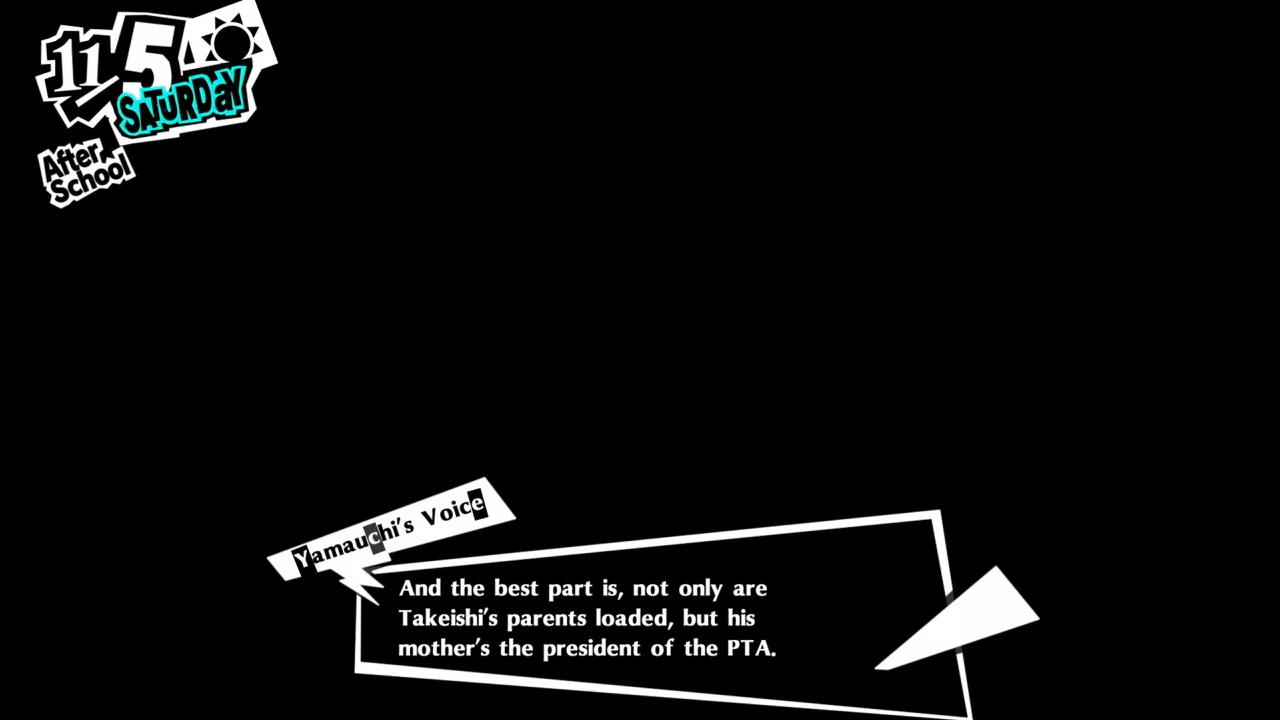 11/5
SATURDaY
After
School
Yamauchi's Voice
And the best part is, not only are
Takeishi's parents loaded, but his
mother's the president of the PTA.